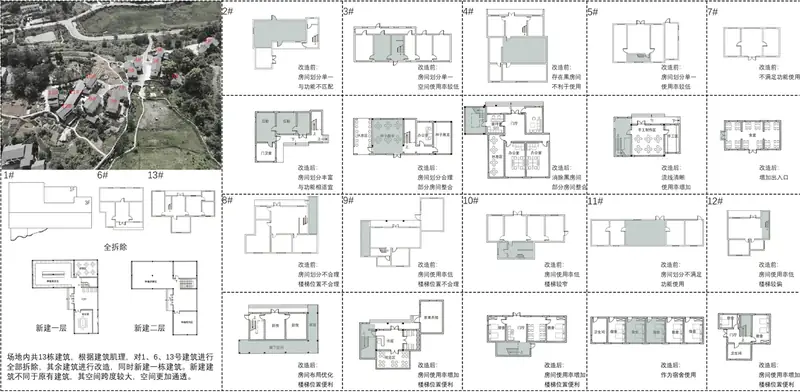 2#
3#
4#
5#
7#
改造前:
房间划分单一
与功能不匹配
改造前:
房间划分单一
空间使用率较低
改造前:
存在黑房间
不利于使用
改造前:
房间划分单一
使用率较低
改造前:
不满足功能使用
改造后:
房间划分丰富
与功能相适宜
改造后:
房间划分合理
部分房间整合
改造后:
消除黑房间
部分房间整合
改造后:
流线清晰
使用率增加
改造后:
增加出入口
1#
6#
13#
全拆除
新建一层
新建二层
场地内共13栋建筑，根据建筑肌理，对1、6、13号建筑进行
全部拆除，其余建筑进行改造，同时新建一栋建筑。新建建
筑不同于原有建筑，其空间跨度较大，空间更加通透。
8#
9#
10#
11#
12#
改造前:
房间划分不合理
楼梯位置不合理
改造前:
房间使用率低
楼梯位置不合理
改造前:
房间使用率低
楼梯较窄
改造前:
房间划分不满足
功能使用
改造前:
房间使用率低
楼梯较偏
改造后:
房间布局优化
楼梯位置便利
改造后:
房间使用率增加
楼梯位置便利
改造后:
房间使用率增加
楼梯位置便利
改造后:
作为宿舍使用
改造后:
房间使用率增加
楼梯位置便利